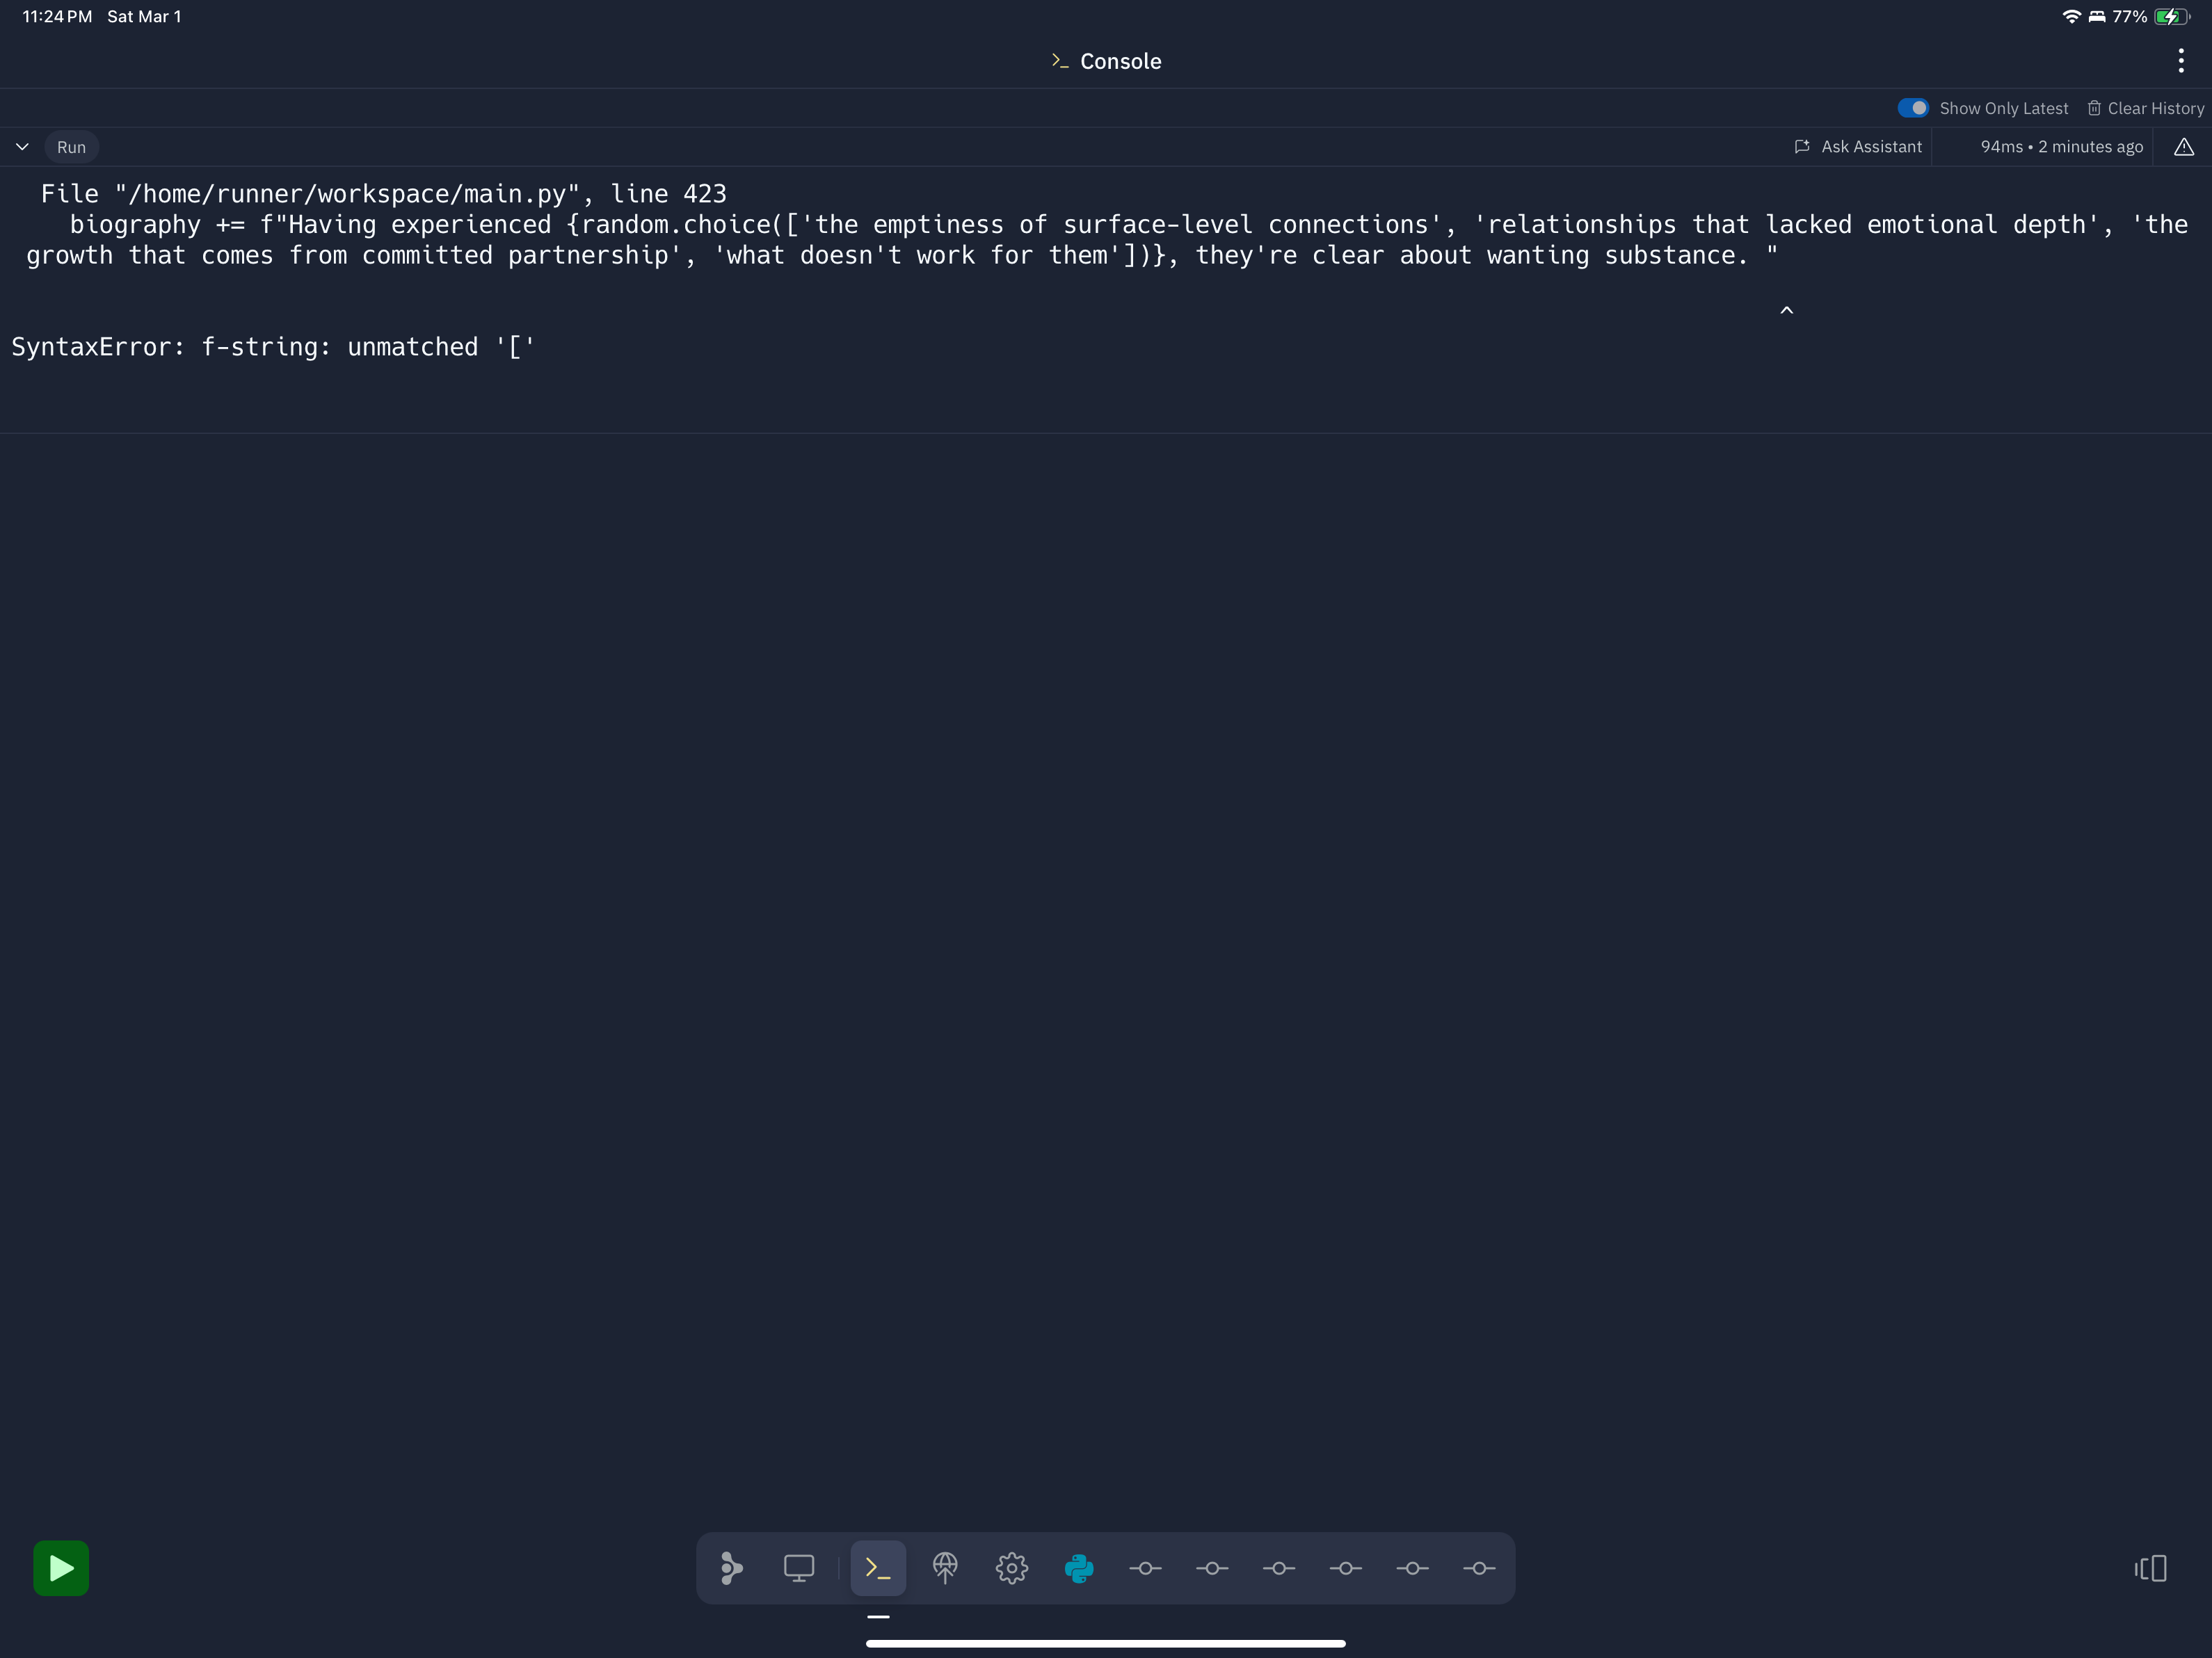 11:24 PM Sat Mar 1
77%
>_ Console
Show Only Latest Clear History
Run
Ask Assistant 94ms • 2 minutes ago
File "/home/runner/workspace/main.py", line 423
biography += f"Having experienced {random.choice(['the emptiness of surface-level connections', 'relationships that lacked emotional depth', 'the
growth that comes from committed partnership', 'what doesn't work for them'])}, they're clear about wanting substance. "
^
SyntaxError: f-string: unmatched '['